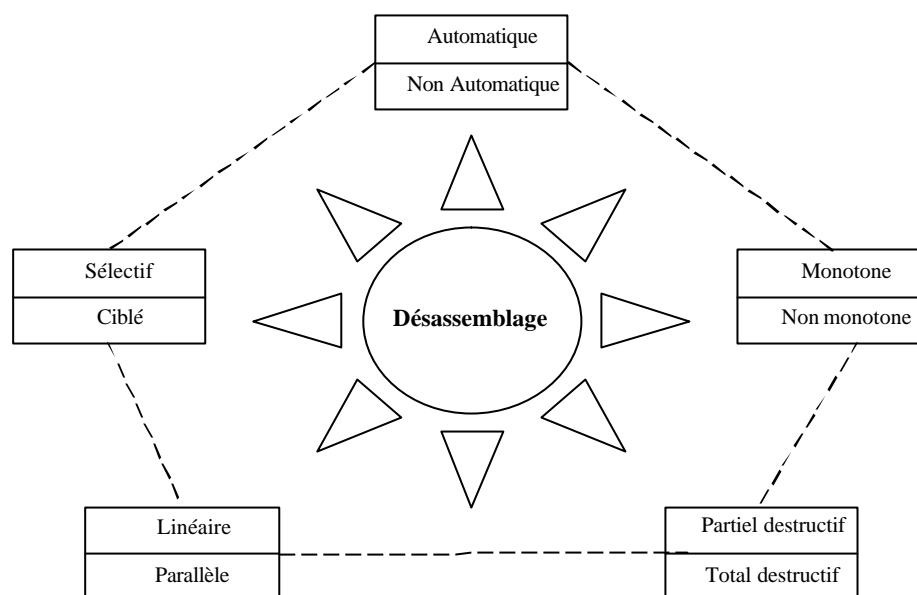 Automatique
Non Automatique
Sélectif
Ciblé
Désassemblage
Monotone
Non monotone
Linéaire
Parallèle
Partiel destructif
Total destructif